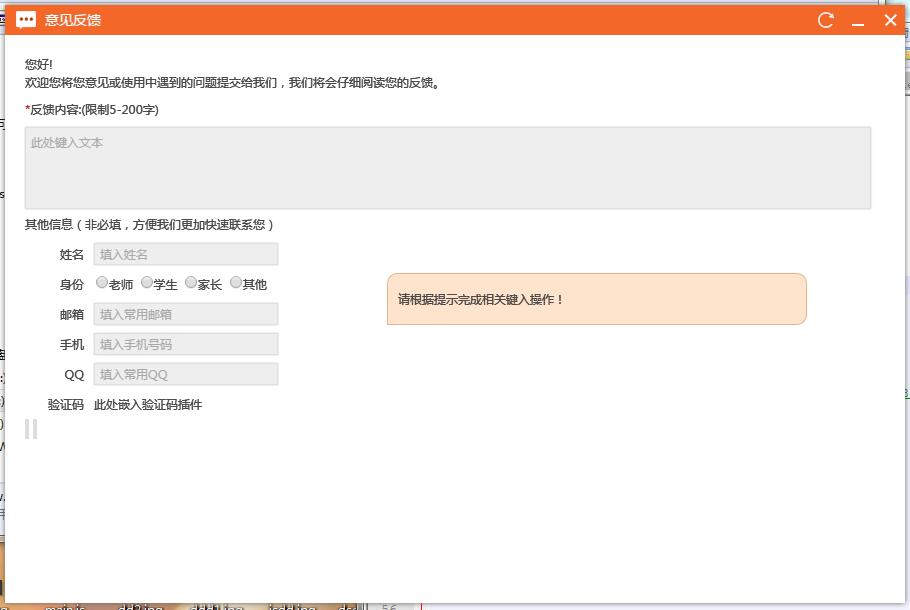 意见反馈
您好!
欢迎您将您意见或使用中遇到的问题提交给我们，我们将会仔细阅读您的反馈。
*反馈内容:(限制5-200字)
此处键入文本
其他信息（非必填，方便我们更加快速联系您）
姓名 填入姓名
身份 老师 学生 家长 其他
请根据提示完成相关键入操作！
邮箱 填入常用邮箱
手机 填入手机号码
QQ 填入常用QQ
验证码 此处嵌入验证码插件
56